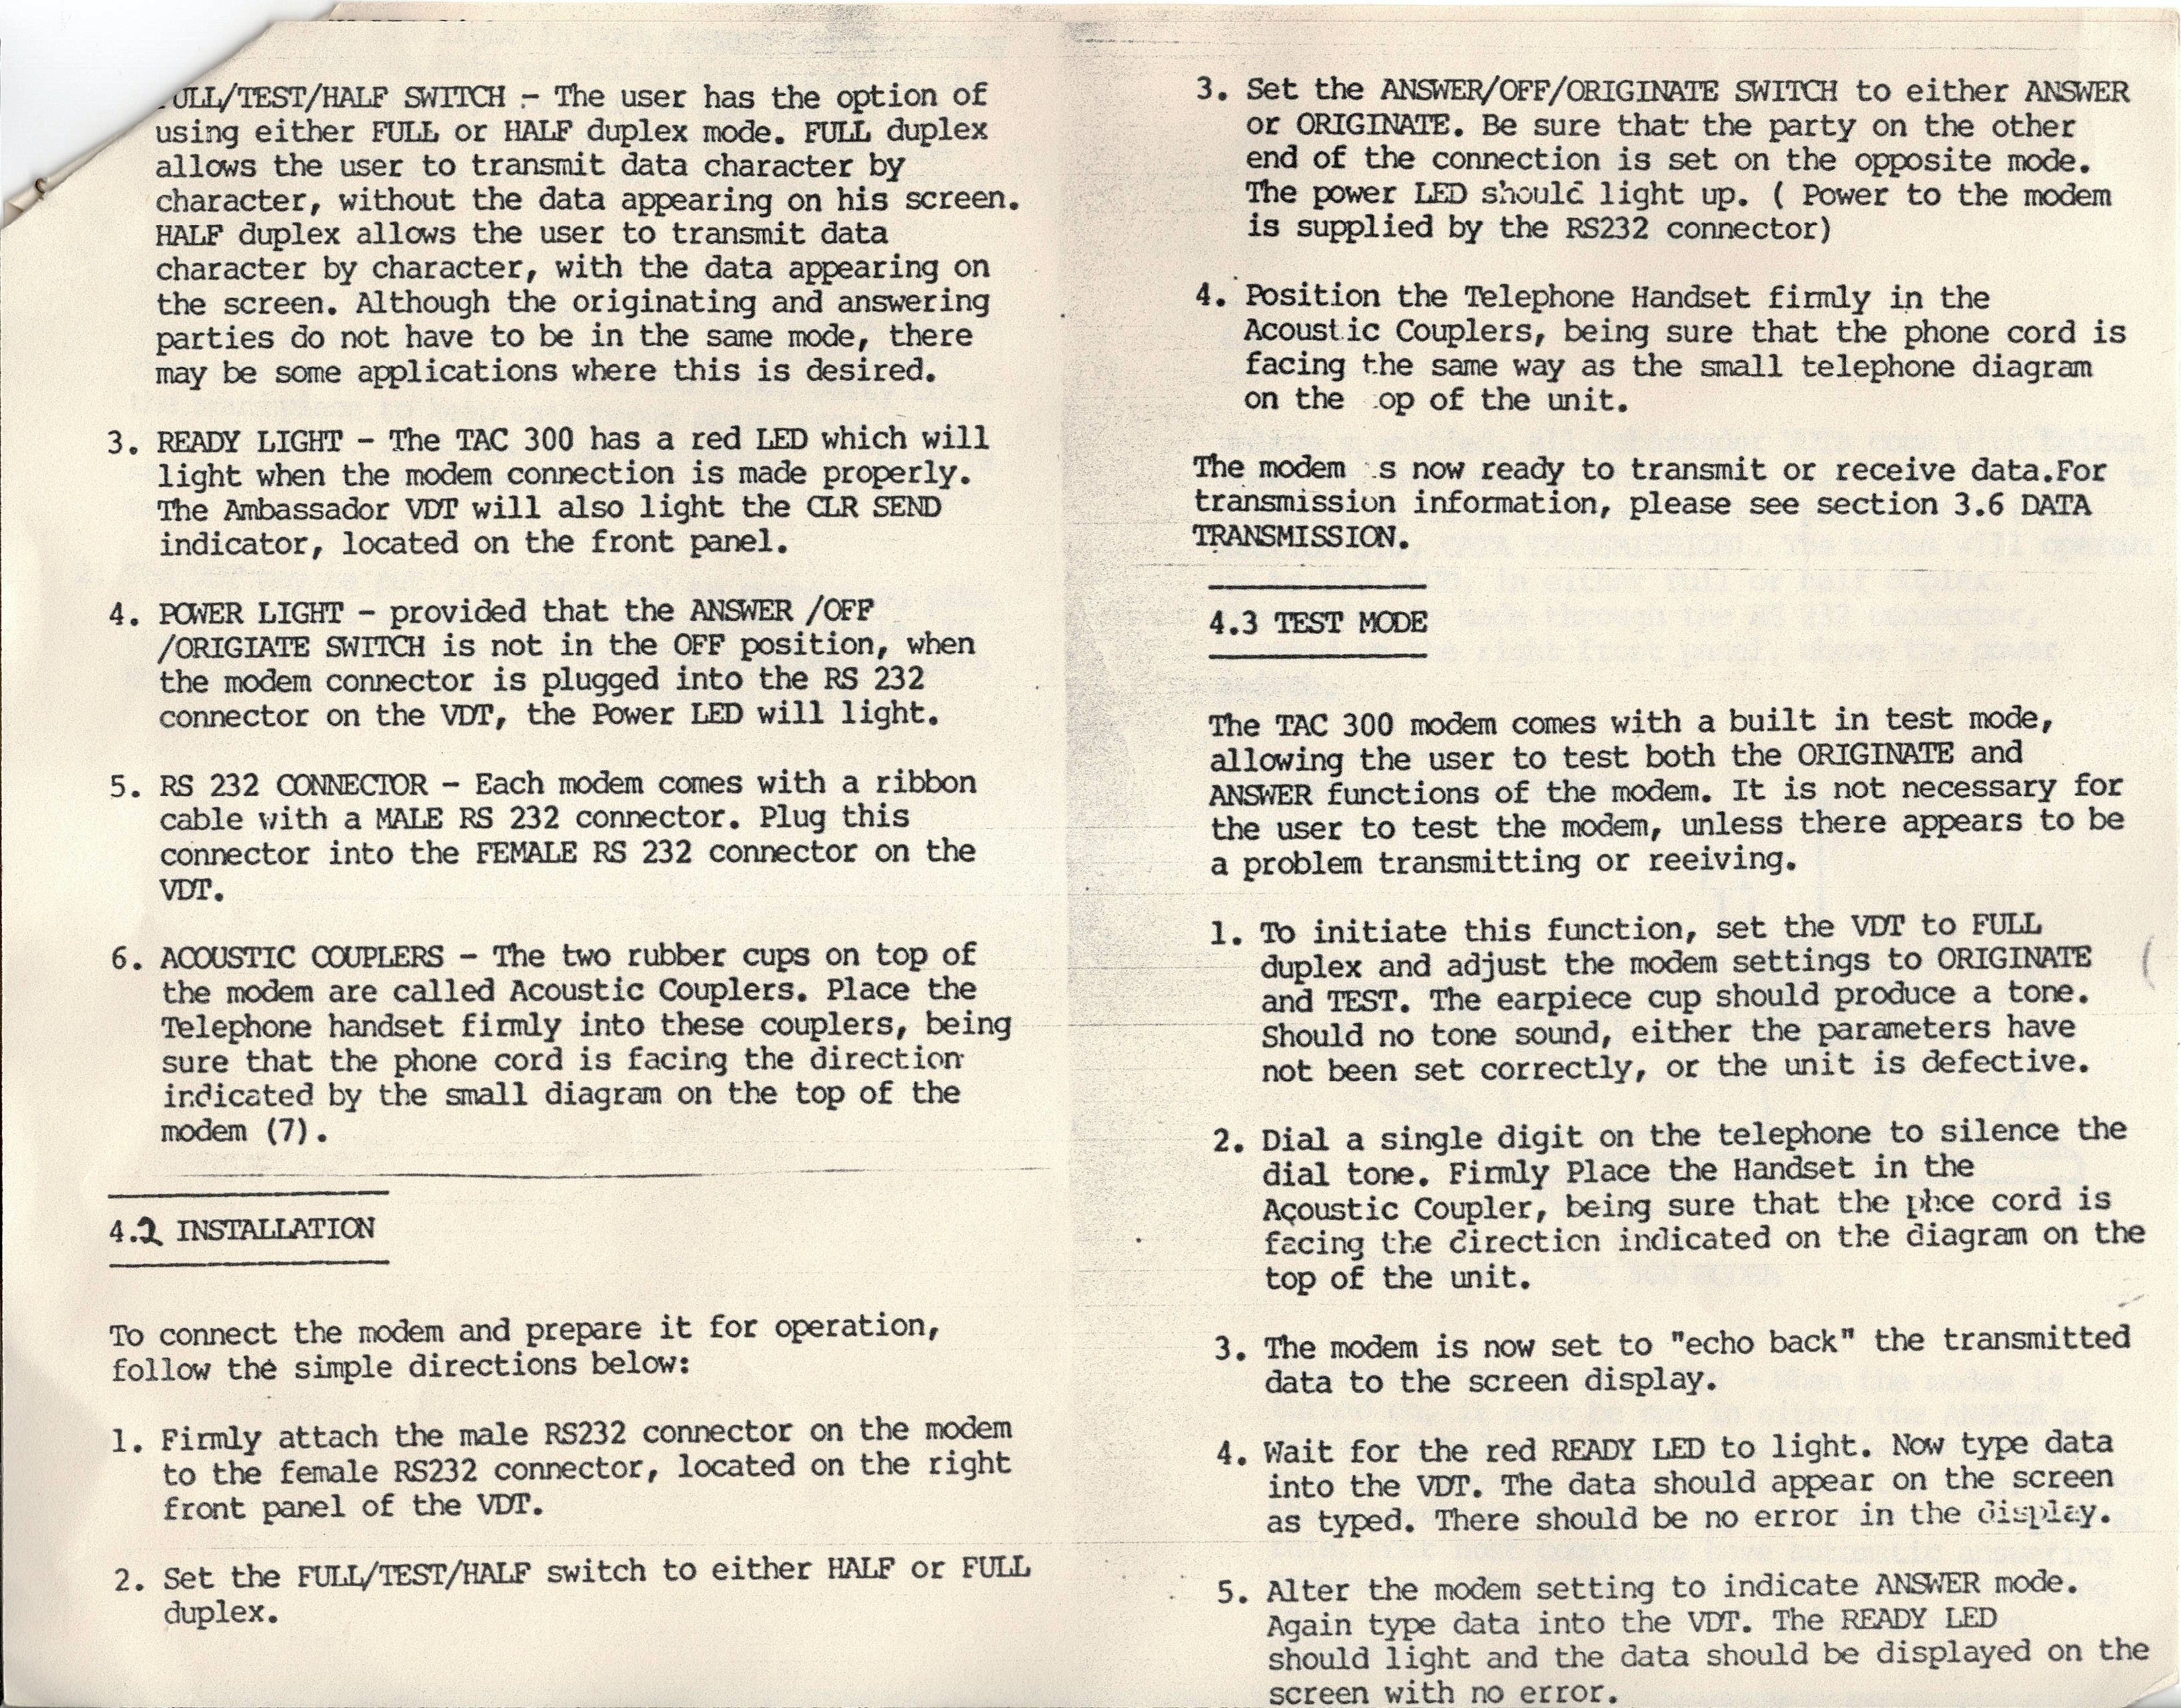 ULL/TEST/HALF SWITCH - The user has the option of
using either FULL or HALF duplex mode. FULL duplex
allows the user to transmit data character by
character, without the data appearing on his screen.
HALF duplex allows the user to transmit data
character by character, with the data appearing on
the screen. Although the originating and answering
parties do not have to be in the same mode, there
may be some applications where this is desired.
3. READY LIGHT - The TAC 300 has a red LED which will
light when the modem connection is made properly.
The Ambassador VDT will also light the CLR SEND
indicator, located on the front panel.
4. POWER LIGHT - provided that the ANSWER /OFF
/ORIGIATE SWITCH is not in the OFF position, when
the modem connector is plugged into the RS 232
connector on the VDT, the Power LED will light.
5. RS 232 CONNECTOR - Each modem comes with a ribbon
cable with a MALE RS 232 connector. Plug this
connector into the FEMALE RS 232 connector on the
VDT.
6. ACOUSTIC COUPLERS - The two rubber cups on top of
the modem are called Acoustic Couplers. Place the
Telephone handset firmly into these couplers, being
sure that the phone cord is facing the direction
indicated by the small diagram on the top of the
modem (7).
4.2 INSTALLATION
To connect the modem and prepare it for operation,
follow the simple directions below:
1. Firmly attach the male RS232 connector on the modem
to the female RS232 connector, located on the right
front panel of the VDT.
2. Set the FULL/TEST/HALF switch to either HALF or FULL
duplex.
3. Set the ANSWER/OFF/ORIGINATE SWITCH to either ANSWER
or ORIGINATE. Be sure that the party on the other
end of the connection is set on the opposite mode.
The power LED should light up. ( Power to the modem
is supplied by the RS232 connector)
4. Position the Telephone Handset firmly in the
Acoustic Couplers, being sure that the phone cord is
facing the same way as the small telephone diagram
on the op of the unit.
The modem s now ready to transmit or receive data.For
transmission information, please see section 3.6 DATA
TRANSMISSION.
4.3 TEST MODE
The TAC 300 modem comes with a built in test mode,
allowing the user to test both the ORIGINATE and
ANSWER functions of the modem. It is not necessary for
the user to test the modem, unless there appears to be
a problem transmitting or reeiving.
1. To initiate this function, set the VDT to FULL
duplex and adjust the modem settings to ORIGINATE
and TEST. The earpiece cup should produce a tone.
Should no tone sound, either the parameters have
not been set correctly, or the unit is defective.
2. Dial a single digit on the telephone to silence the
dial tone. Firmly Place the Handset in the
Acoustic Coupler, being sure that the phce cord is
facing the direction indicated on the diagram on the
top of the unit.
3. The modem is now set to "echo back" the transmitted
data to the screen display.
4. Wait for the red READY LED to light. Now type data
into the VDT. The data should appear on the screen
as typed. There should be no error in the display.
5. Alter the modem setting to indicate ANSWER mode.
Again type data into the VDT. The READY LED
should light and the data should be displayed on the
screen with no error.